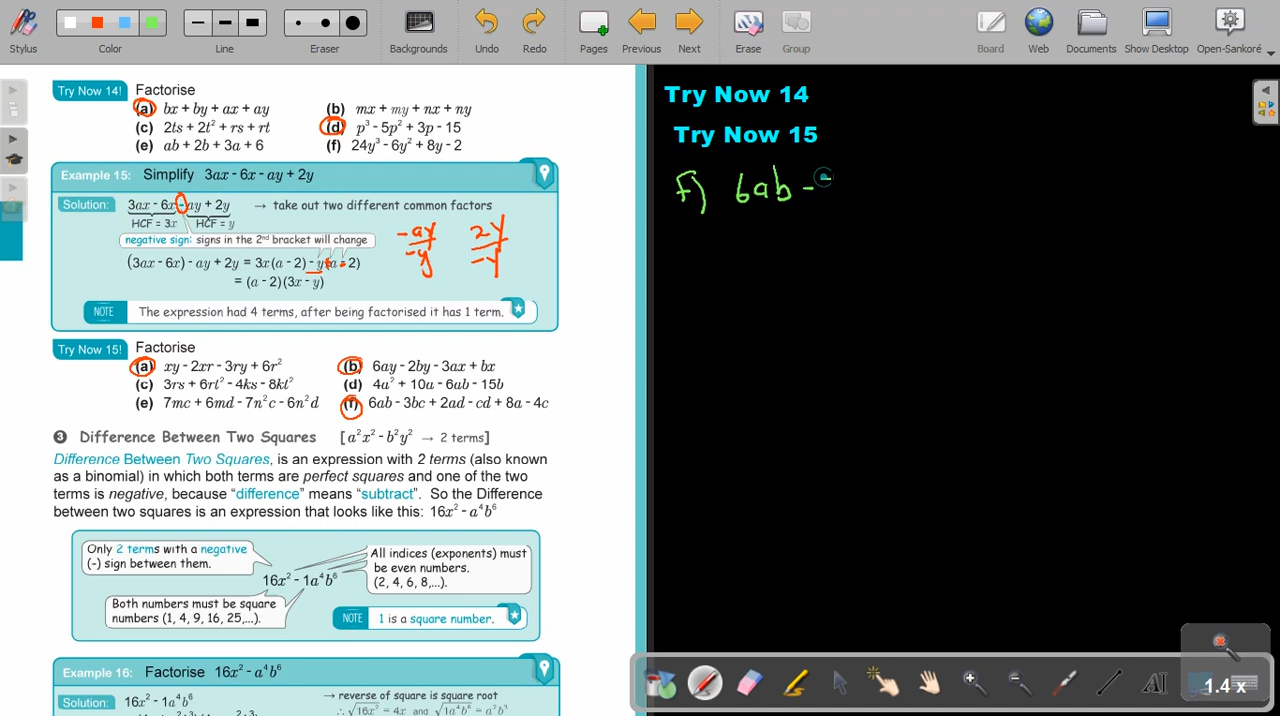 Stylus Color Line Eraser Backgrounds Undo Redo Pages Previous Next Erase Group Board Web Documents Show Desktop Open-Sankoré
Try Now 14! Factorise
(a) bx + by + ax + ay (b) mx + my + nx + ny
(c) 2ts + 2t² + rs + rt (d) p³ - 5p² + 3p - 15
(e) ab + 2b + 3a + 6 (f) 24y³ - 6y² + 8y - 2
Example 15: Simplify 3ax - 6x - ay + 2y
Solution: 3ax - 6x - ay + 2y → take out two different common factors
HCF = 3x HCF = y
negative sign: signs in the 2nd bracket will change
(3ax - 6x) - ay + 2y = 3x(a - 2) - y(a - 2)
= (a - 2)(3x - y)
-ay 2y
-y -y
NOTE The expression had 4 terms, after being factorised it has 1 term.
Try Now 15! Factorise
(a) xy - 2xr - 3ry + 6r² (b) 6ay - 2by - 3ax + bx
(c) 3rs + 6rt² - 4ks - 8kt² (d) 4a² + 10a - 6ab - 15b
(e) 7mc + 6md - 7n²c - 6n²d (f) 6ab - 3bc + 2ad - cd + 8a - 4c
3 Difference Between Two Squares [a²x² - b²y² → 2 terms]
Difference Between Two Squares, is an expression with 2 terms (also known
as a binomial) in which both terms are perfect squares and one of the two
terms is negative, because “difference” means “subtract”. So the Difference
between two squares is an expression that looks like this: 16x² - a⁴b⁶
Only 2 terms with a negative
(-) sign between them.
All indices (exponents) must
be even numbers.
(2, 4, 6, 8,...).
16x² - 1a⁴b⁶
Both numbers must be square
numbers (1, 4, 9, 16, 25,...).
NOTE 1 is a square number.
Example 16: Factorise 16x² - a⁴b⁶
Solution: 16x² - 1a⁴b⁶ → reverse of square is square root
∴ √16x² = 4x and √1a⁴b⁶ = a²b³
Try Now 14
Try Now 15
F) 6ab -
1.4 x